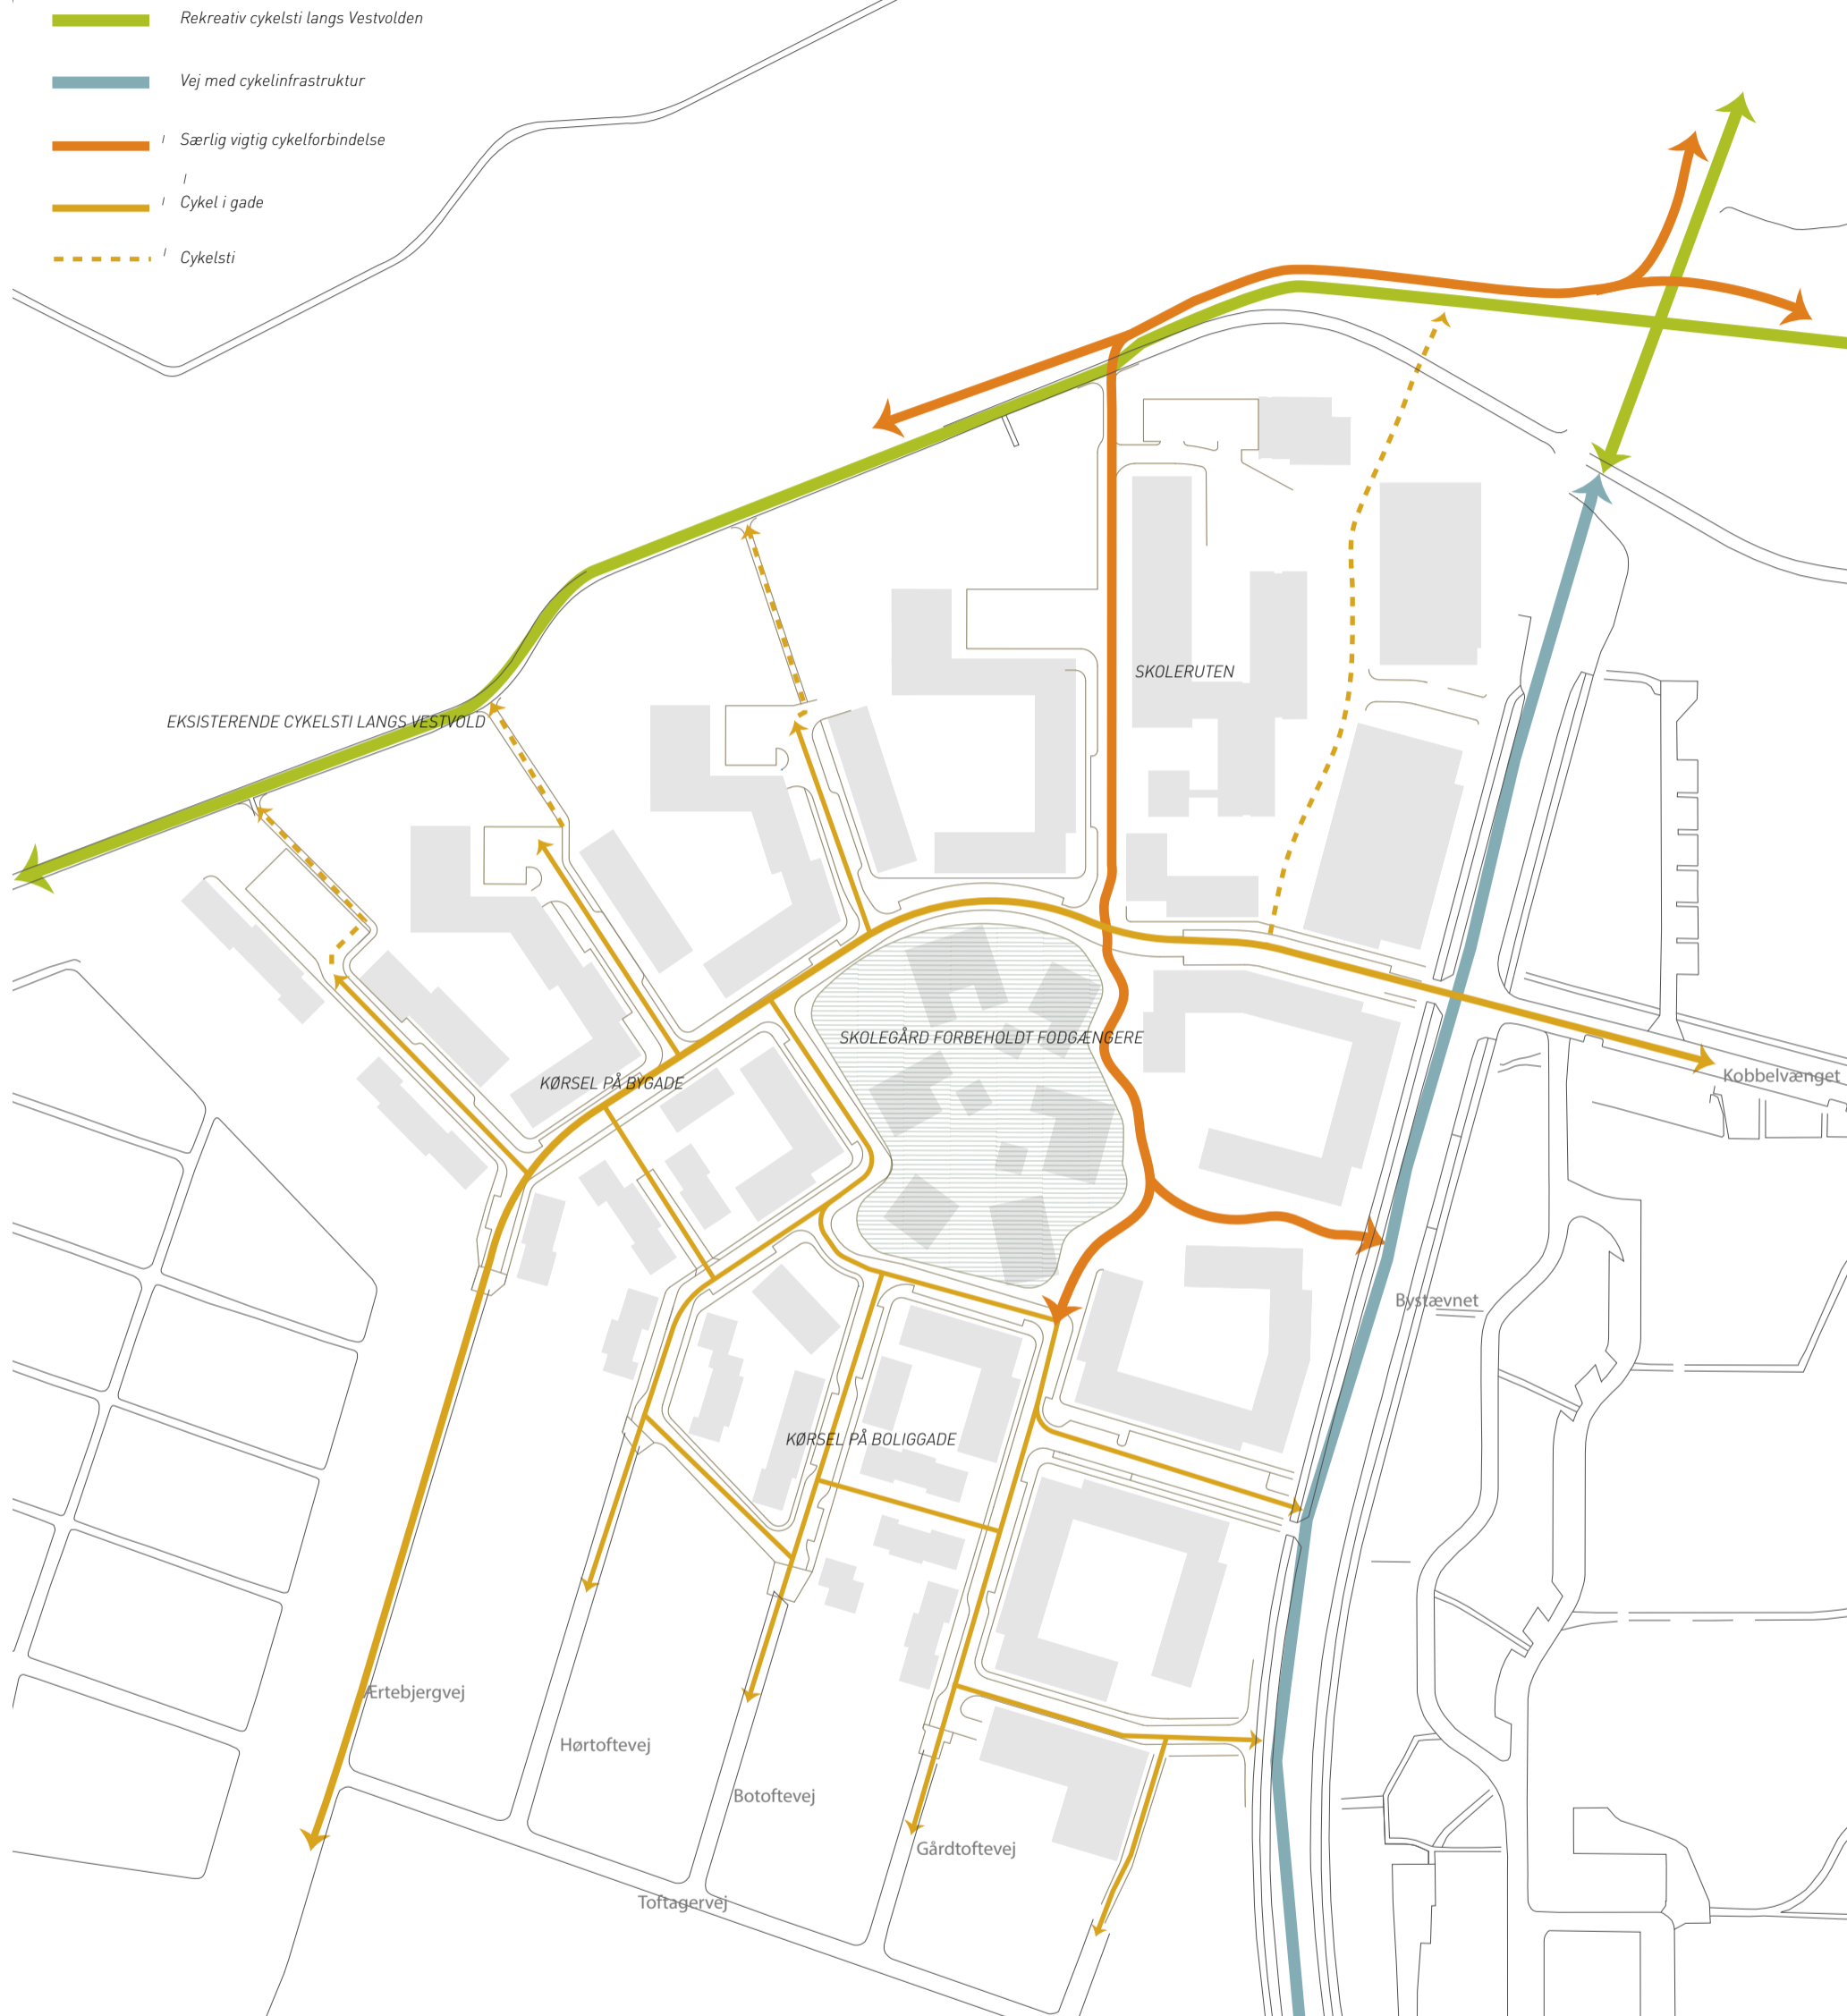 Rekreativ cykelsti langs Vestvolden
Vej med cykelinfrastruktur
Særlig vigtig cykelforbindelse
Cykel i gade
Cykelsti
SKOLERUTEN
EKSISTERENDE CYKELSTI LANGS VESTVOLD
SKOLEGÅRD FORBEHOLDT FODGÆNGERE
KØRSEL PÅ BYGADE
Kobbelvænget
Bystævnet
KØRSEL PÅ BOLIGGADE
Ærtebjergvej
Hørtoftevej
Botoftevej
Gårdtoftevej
Toftagervej